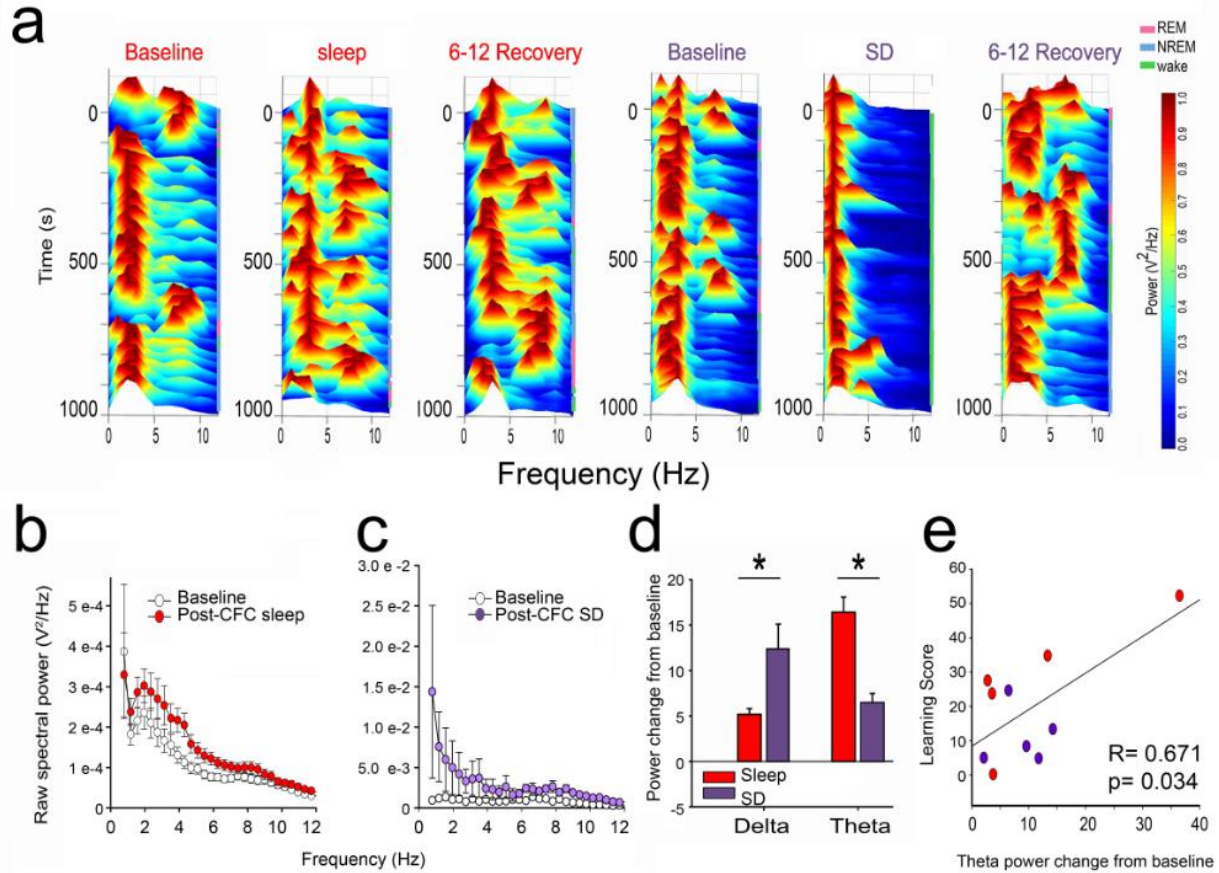 a
Baseline
sleep
6-12 Recovery
Baseline
SD
6-12 Recovery
REM
NREM
wake
Time (s)
0
500
1000
0 5 10
0
500
1000
0 5 10
0
500
1000
0 5 10
0
500
1000
0 5 10
0
500
1000
0 5 10
0
500
1000
0 5 10
Power (V²/Hz)
1.0
0.9
0.8
0.7
0.6
0.5
0.4
0.3
0.2
0.1
0.0
Frequency (Hz)
b
Baseline
Post-CFC sleep
Raw spectral power (V²/Hz)
5 e-4
4 e-4
3 e-4
2 e-4
1 e-4
0
0 2 4 6 8 10 12
c
Baseline
Post-CFC SD
3.0 e -2
2.5 e-2
2.0 e-2
1.5 e-2
1.0 e-2
5.0 e-3
0
0 2 4 6 8 10 12
Frequency (Hz)
d
Power change from baseline
20
15
10
5
0
-5
* *
Sleep
SD
Delta Theta
e
Learning Score
60
50
40
30
20
10
0
R= 0.671
p= 0.034
0 10 20 30 40
Theta power change from baseline